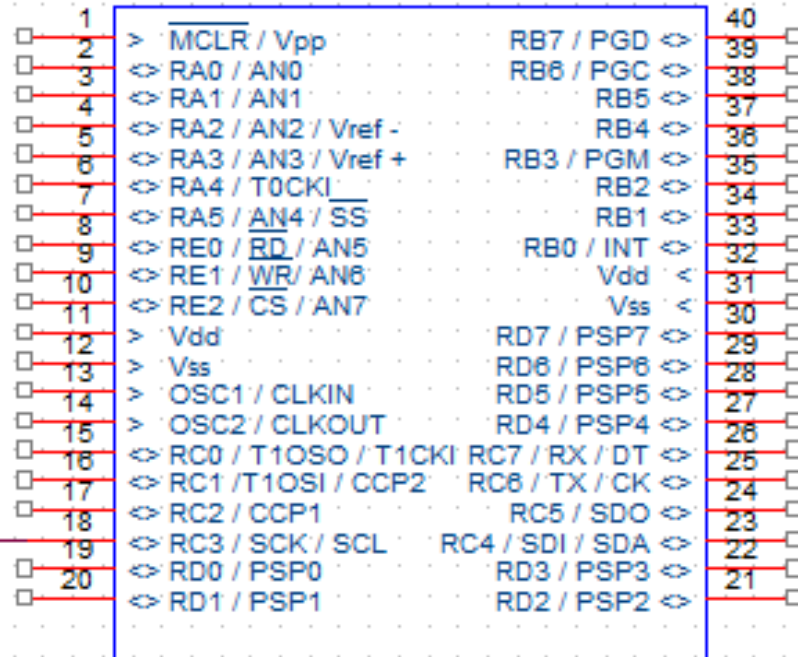 1 MCLR / Vpp RB7 / PGD 40
2 RA0 / AN0 RB6 / PGC 39
3 RA1 / AN1 RB5 38
4 RA2 / AN2 / Vref - RB4 37
5 RA3 / AN3 / Vref + RB3 / PGM 36
6 RA4 / T0CKI RB2 35
7 RA5 / AN4 / SS RB1 34
8 RE0 / RD / AN5 RB0 / INT 33
9 RE1 / WR/ AN6 Vdd 32
10 RE2 / CS / AN7 Vss 31
11 Vdd RD7 / PSP7 30
12 Vss RD6 / PSP6 29
13 OSC1 / CLKIN RD5 / PSP5 28
14 OSC2 / CLKOUT RD4 / PSP4 27
15 RC0 / T1OSO / T1CKI RC7 / RX / DT 26
16 RC1 /T1OSI / CCP2 RC6 / TX / CK 25
17 RC2 / CCP1 RC5 / SDO 24
18 RC3 / SCK / SCL RC4 / SDI / SDA 23
19 RD0 / PSP0 RD3 / PSP3 22
20 RD1 / PSP1 RD2 / PSP2 21